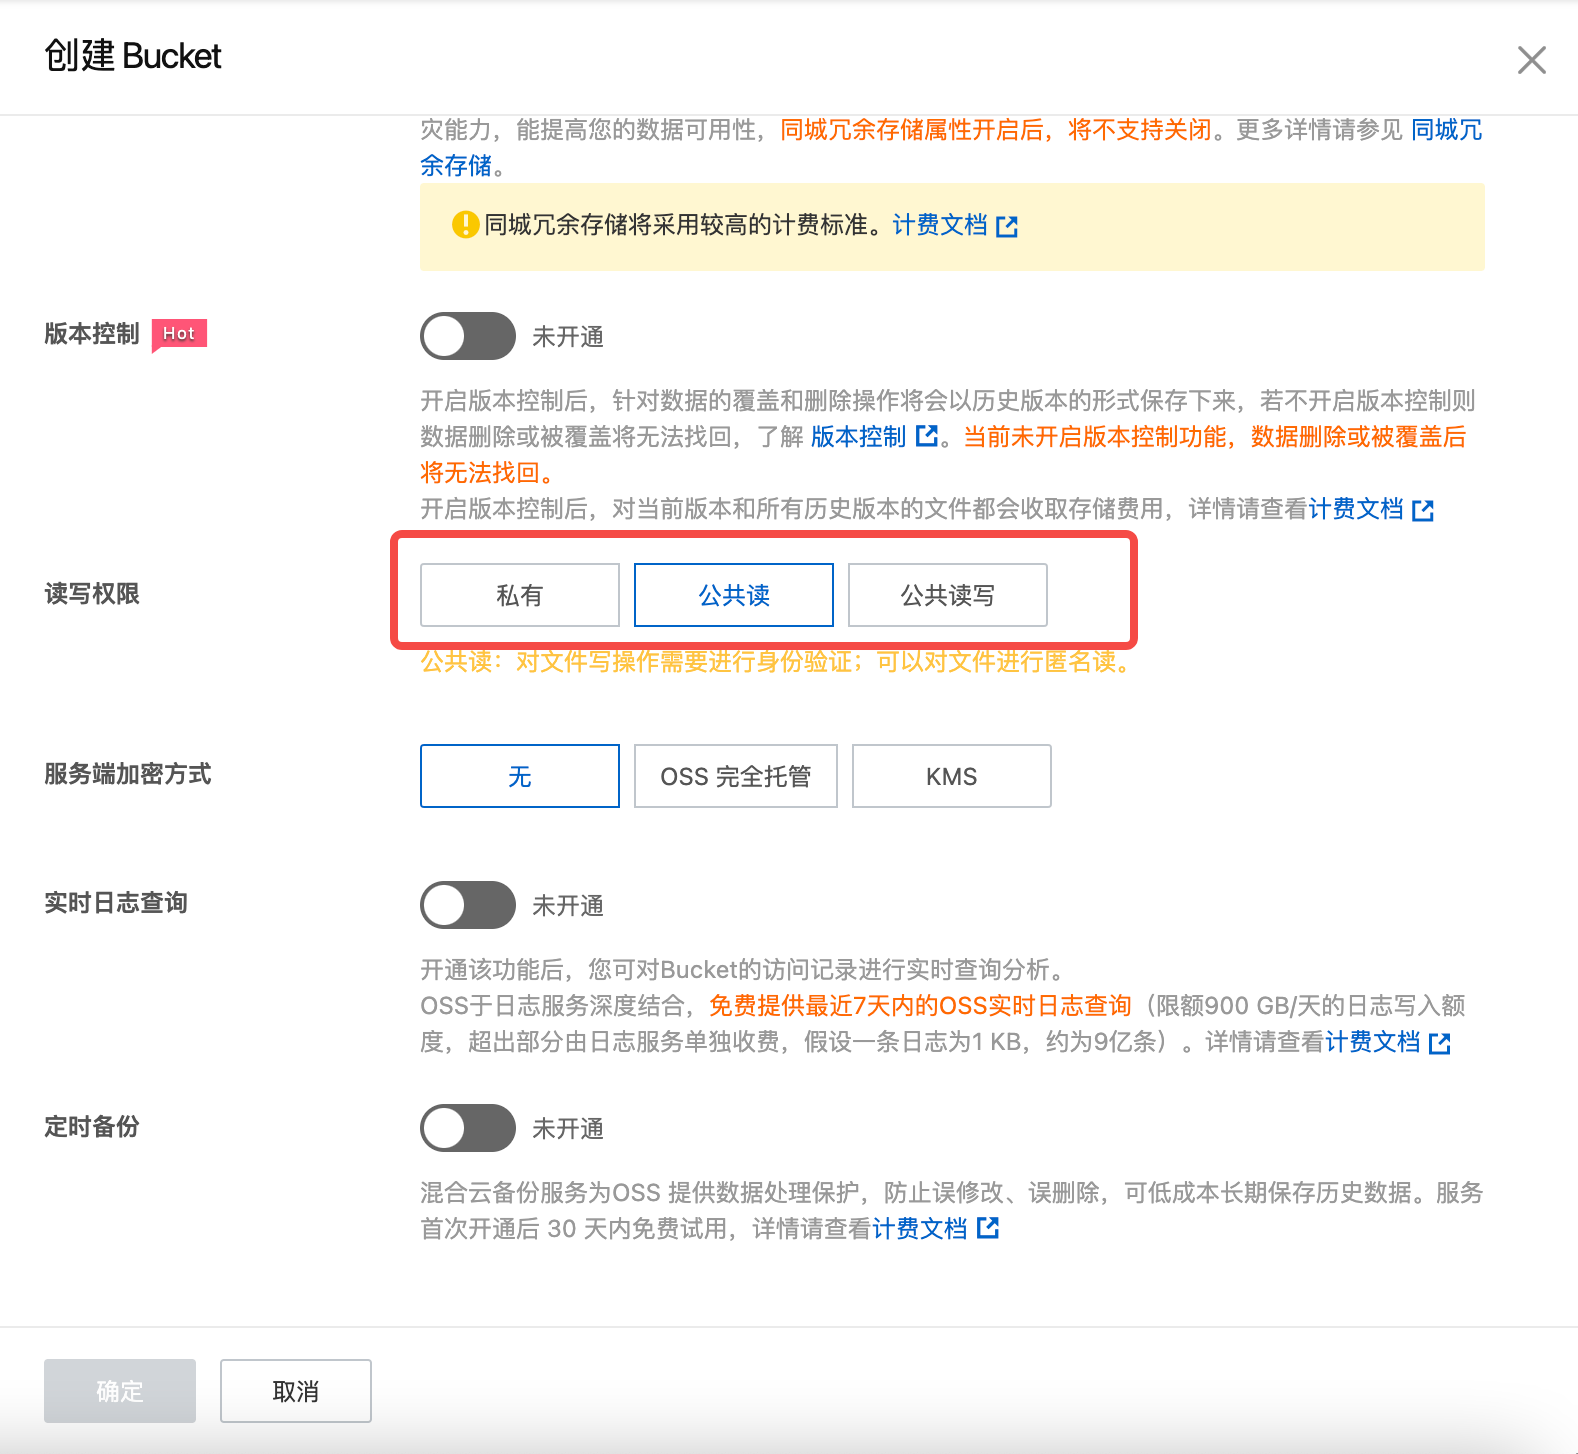 创建 Bucket
灾能力，能提高您的数据可用性，同城冗余存储属性开启后，将不支持关闭。更多详情请参见 同城冗
余存储。
同城冗余存储将采用较高的计费标准。计费文档
版本控制 Hot 未开通
开启版本控制后，针对数据的覆盖和删除操作将会以历史版本的形式保存下来，若不开启版本控制则
数据删除或被覆盖将无法找回，了解 版本控制 。当前未开启版本控制功能，数据删除或被覆盖后
将无法找回。
开启版本控制后，对当前版本和所有历史版本的文件都会收取存储费用，详情请查看计费文档
读写权限 私有 公共读 公共读写
公共读：对文件写操作需要进行身份验证；可以对文件进行匿名读。
服务端加密方式 无 OSS 完全托管 KMS
实时日志查询 未开通
开通该功能后，您可对Bucket的访问记录进行实时查询分析。
OSS于日志服务深度结合，免费提供最近7天内的OSS实时日志查询（限额900 GB/天的日志写入额
度，超出部分由日志服务单独收费，假设一条日志为1 KB，约为9亿条）。详情请查看计费文档
定时备份 未开通
混合云备份服务为OSS 提供数据处理保护，防止误修改、误删除，可低成本长期保存历史数据。服务
首次开通后 30 天内免费试用，详情请查看计费文档
确定 取消